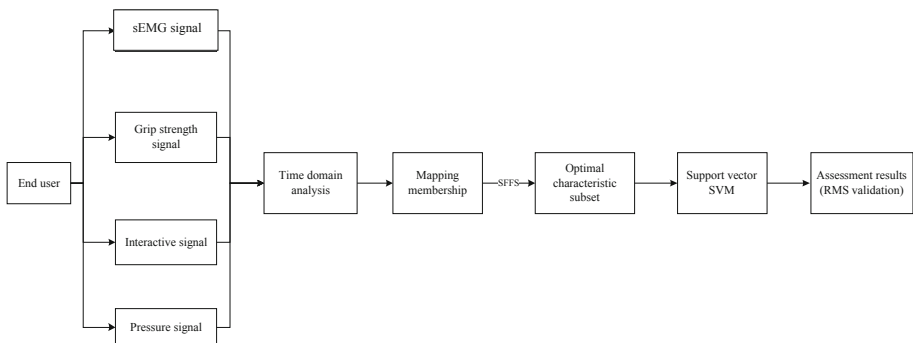 sEMG signal
Grip strength
signal
End user
Time domain
analysis
Mapping
membership
SFFS
Optimal
characteristic
subset
Support vector
SVM
Assessment results
(RMS validation)
Interactive signal
Pressure signal